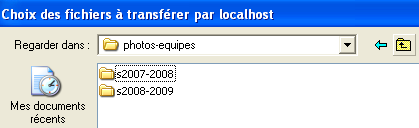 Choix des fichiers à transférer par localhost
Regarder dans : photos-equipes
s2007-2008
s2008-2009
Mes documents
récents